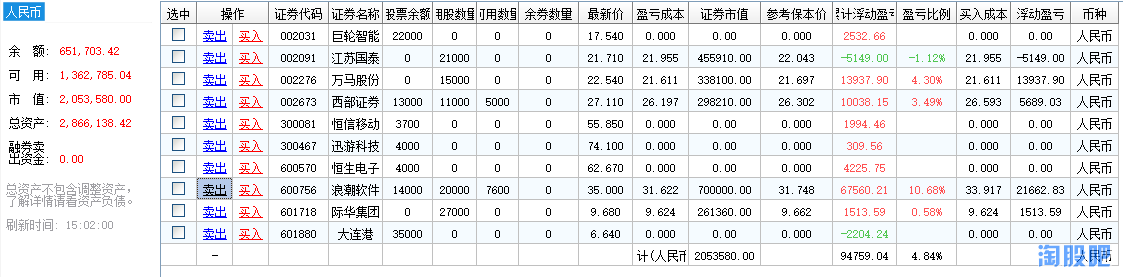 人民币
余 额: 651,703.42
可 用: 1,362,785.04
市 值: 2,053,580.00
总资产: 2,866,138.42
融券卖
出资金: 0.00
总资产不包含调整资产，
了解详情请看资产负债。
刷新时间: 15:02:00
选中 操作 证券代码 证券名称 股票余额 用股数量 可用数量 余券数量 最新价 盈亏成本 证券市值 参考保本价 累计浮动盈亏 盈亏比例 买入成本 浮动盈亏 币种
卖出 买入 002031 巨轮智能 22000 0 0 0 17.540 0.000 0.00 0.000 2532.66 0.000 0.00 人民币
卖出 买入 002091 江苏国泰 0 21000 0 0 21.710 21.955 455910.00 22.043 -5149.00 -1.12% 21.955 -5149.00 人民币
卖出 买入 002276 万马股份 0 15000 0 0 22.540 21.611 338100.00 21.697 13937.90 4.30% 21.611 13937.90 人民币
卖出 买入 002673 西部证券 13000 11000 5000 0 27.110 26.197 298210.00 26.302 10038.15 3.49% 26.593 5689.03 人民币
卖出 买入 300081 恒信移动 3700 0 0 0 55.850 0.000 0.00 0.000 1994.46 0.000 0.00 人民币
卖出 买入 300467 迅游科技 4000 0 0 0 74.100 0.000 0.00 0.000 309.56 0.000 0.00 人民币
卖出 买入 600570 恒生电子 4000 0 0 0 62.670 0.000 0.00 0.000 4225.75 0.000 0.00 人民币
卖出 买入 600756 浪潮软件 14000 20000 7600 0 35.000 31.622 700000.00 31.748 67560.21 10.68% 33.917 21662.83 人民币
卖出 买入 601718 际华集团 0 27000 0 0 9.680 9.624 261360.00 9.662 1513.59 0.58% 9.624 1513.59 人民币
卖出 买入 601880 大连港 35000 0 0 0 6.640 0.000 0.00 0.000 -2204.24 0.000 0.00 人民币
- 计(人民币 2053580.00 94759.04 4.84% 人民币
淘股吧